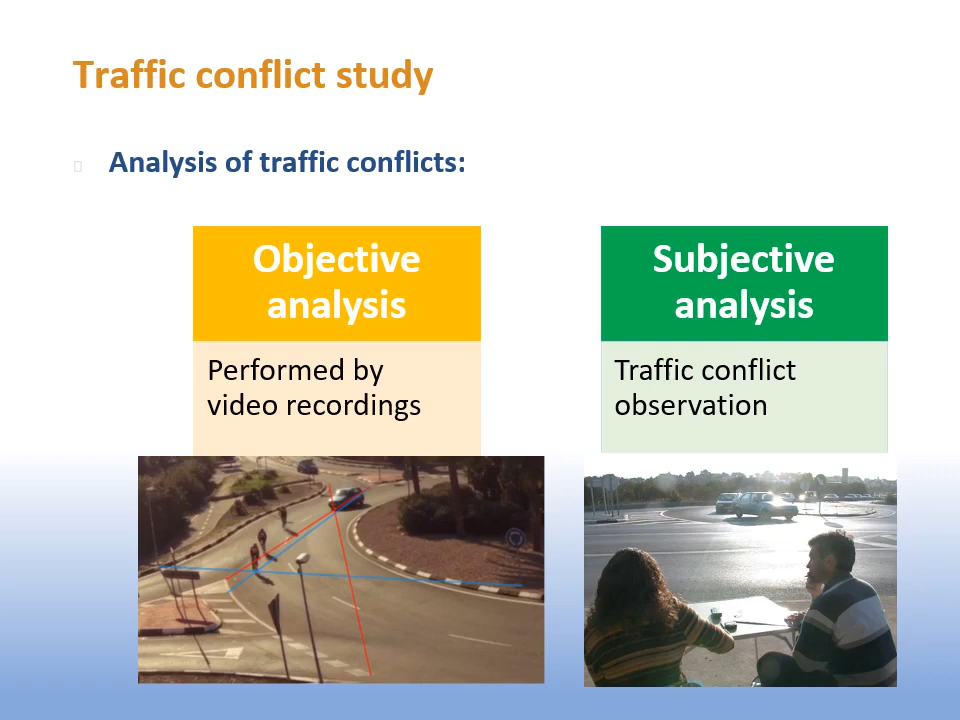 Traffic conflict study
Analysis of traffic conflicts:
Objective
analysis
Performed by
video recordings
Subjective
analysis
Traffic conflict
observation